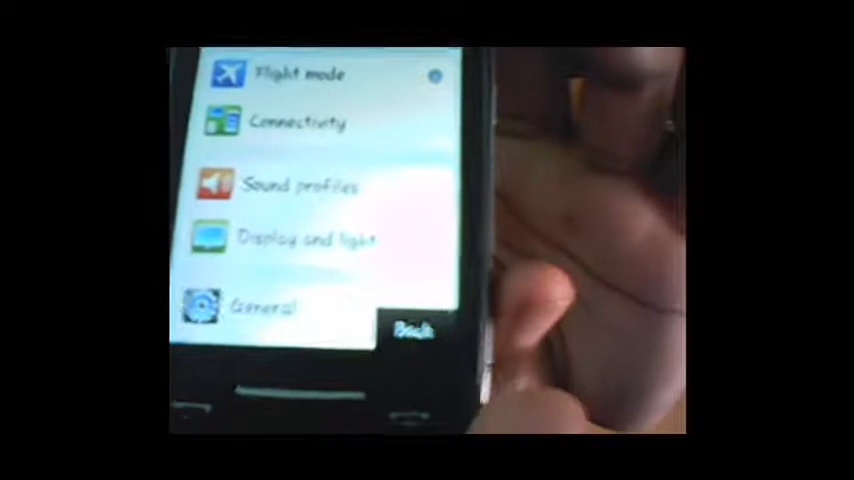 Flight mode
Connectivity
Sound profiles
Display and light
General
Back